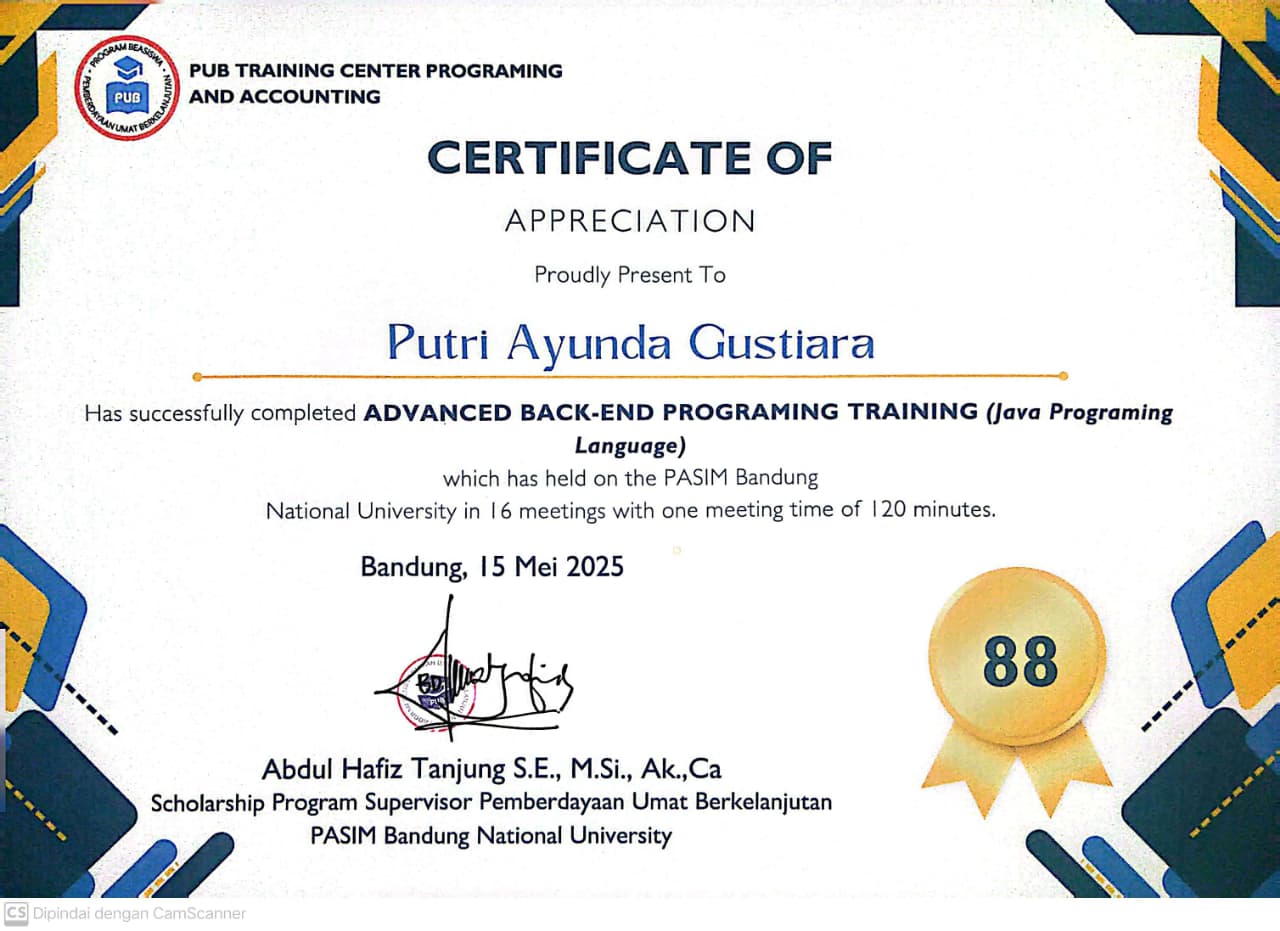 PROGRAM BEASISWA
PEMBERDAYAAN UMAT BERKELANJUTAN
PUB
PUB TRAINING CENTER PROGRAMING
AND ACCOUNTING
CERTIFICATE OF
APPRECIATION
Proudly Present To
Putri Ayunda Gustiara
Has successfully completed ADVANCED BACK-END PROGRAMING TRAINING (Java Programing
Language)
which has held on the PASIM Bandung
National University in 16 meetings with one meeting time of 120 minutes.
Bandung, 15 Mei 2025
88
Abdul Hafiz Tanjung S.E., M.Si., Ak.,Ca
Scholarship Program Supervisor Pemberdayaan Umat Berkelanjutan
PASIM Bandung National University
CS Dipindai dengan CamScanner